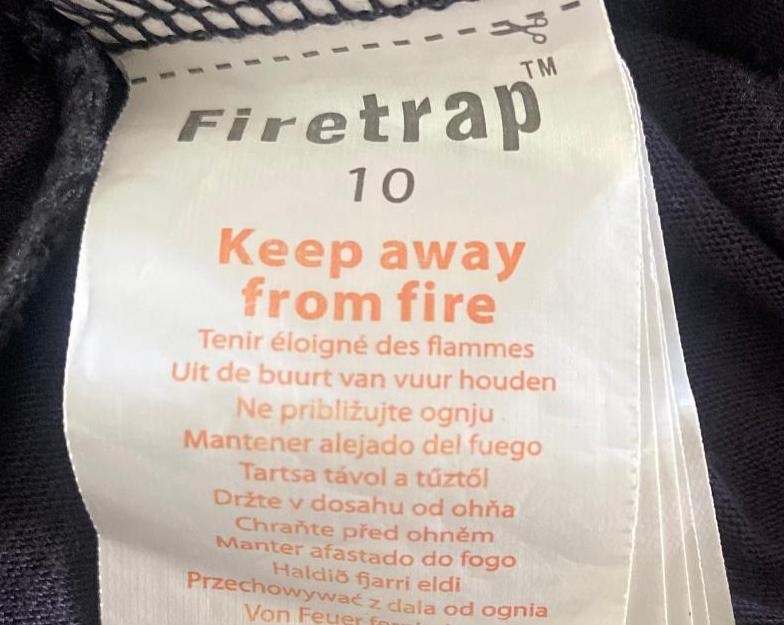 Firetrap™
10
Keep away
from fire
Tenir éloigné des flammes
Uit de buurt van vuur houden
Ne približujte ognju
Mantener alejado del fuego
Tartsa távol a tűztől
Držte v dosahu od ohňa
Chraňte před ohněm
Manter afastado do fogo
Haldið fjarri eldi
Przechowywać z dala od ognia
Von Feuer